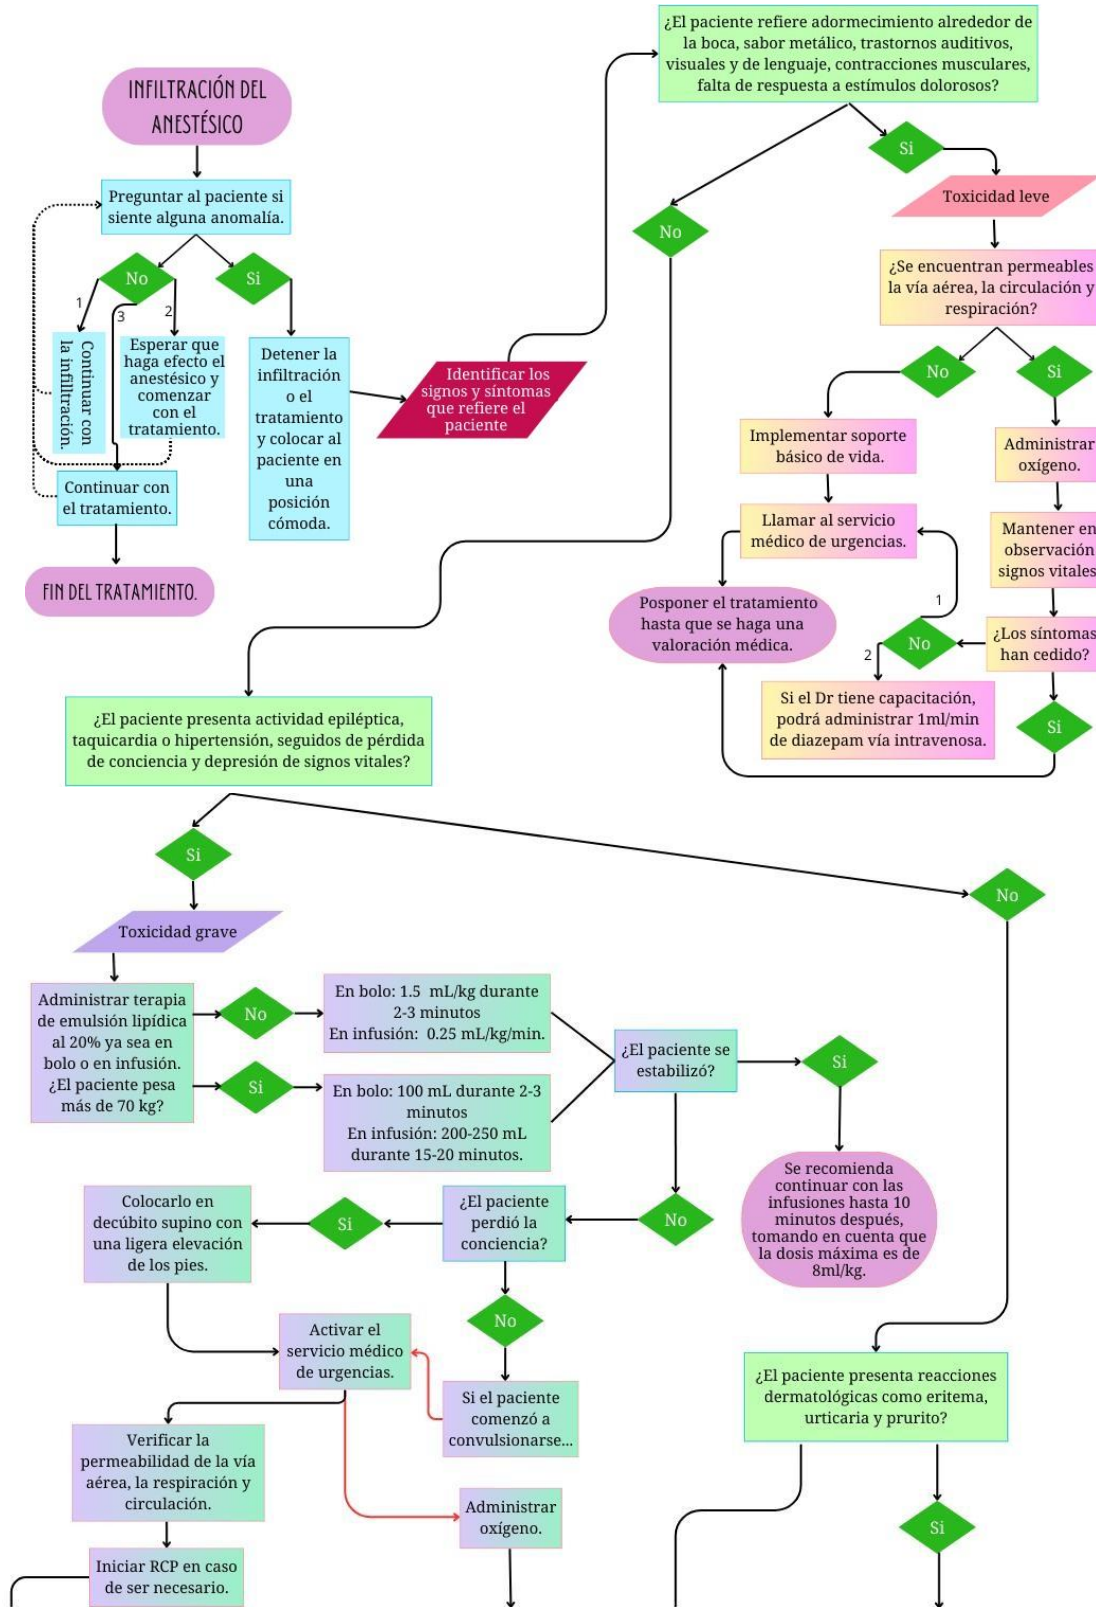 INFILTRACIÓN DEL
ANESTÉSICO
Preguntar al paciente si
siente alguna anomalía.
No
Si
1
3
2
Continuar con
la infilltración.
Esperar que
haga efecto el
anestésico y
comenzar
con el
tratamiento.
Continuar con
el tratamiento.
FIN DEL TRATAMIENTO.
Detener la
infiltración
o el
tratamiento
y colocar al
paciente en
una
posición
cómoda.
Identificar los
signos y síntomas
que refiere el
paciente
¿El paciente refiere adormecimiento alrededor de
la boca, sabor metálico, trastornos auditivos,
visuales y de lenguaje, contracciones musculares,
falta de respuesta a estímulos dolorosos?
Si
No
Toxicidad leve
¿Se encuentran permeables
la vía aérea, la circulación y
respiración?
No
Si
Implementar soporte
básico de vida.
Llamar al servicio
médico de urgencias.
Posponer el tratamiento
hasta que se haga una
valoración médica.
Administrar
oxígeno.
Mantener en
observación
signos vitales
¿Los síntomas
han cedido?
No
1
2
Si el Dr tiene capacitación,
podrá administrar 1ml/min
de diazepam vía intravenosa.
Si
¿El paciente presenta actividad epiléptica,
taquicardia o hipertensión, seguidos de pérdida
de conciencia y depresión de signos vitales?
Si
No
Toxicidad grave
Administrar terapia
de emulsión lipídica
al 20% ya sea en
bolo o en infusión.
¿El paciente pesa
más de 70 kg?
No
Si
En bolo: 1.5 mL/kg durante
2-3 minutos
En infusión: 0.25 mL/kg/min.
En bolo: 100 mL durante 2-3
minutos
En infusión: 200-250 mL
durante 15-20 minutos.
¿El paciente se
estabilizó?
Si
Se recomienda
continuar con las
infusiones hasta 10
minutos después,
tomando en cuenta que
la dosis máxima es de
8ml/kg.
No
¿El paciente
perdió la
conciencia?
Si
Colocarlo en
decúbito supino con
una ligera elevación
de los pies.
No
Si el paciente
comenzó a
convulsionarse...
Activar el
servicio médico
de urgencias.
Verificar la
permeabilidad de la vía
aérea, la respiración y
circulación.
Iniciar RCP en caso
de ser necesario.
Administrar
oxígeno.
¿El paciente presenta reacciones
dermatológicas como eritema,
urticaria y prurito?
Si